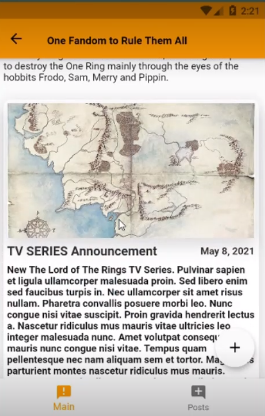 2:21
One Fandom to Rule Them All
to destroy the One Ring mainly through the eyes of the
hobbits Frodo, Sam, Merry and Pippin.
TV SERIES Announcement May 8, 2021
New The Lord of The Rings TV Series. Pulvinar sapien
et ligula ullamcorper malesuada proin. Sed libero enim
sed faucibus turpis in. Nec ullamcorper sit amet risus
nullam. Pharetra convallis posuere morbi leo. Nunc
congue nisi vitae suscipit. Proin gravida hendrerit lectus
a. Nascetur ridiculus mus mauris vitae ultricies leo
integer malesuada nunc. Amet volutpat consequ
mauris nunc congue nisi vitae. Tempus quam
pellentesque nec nam aliquam sem et tortor. Ma
parturient montes nascetur ridiculus mus mauris
Main
Posts